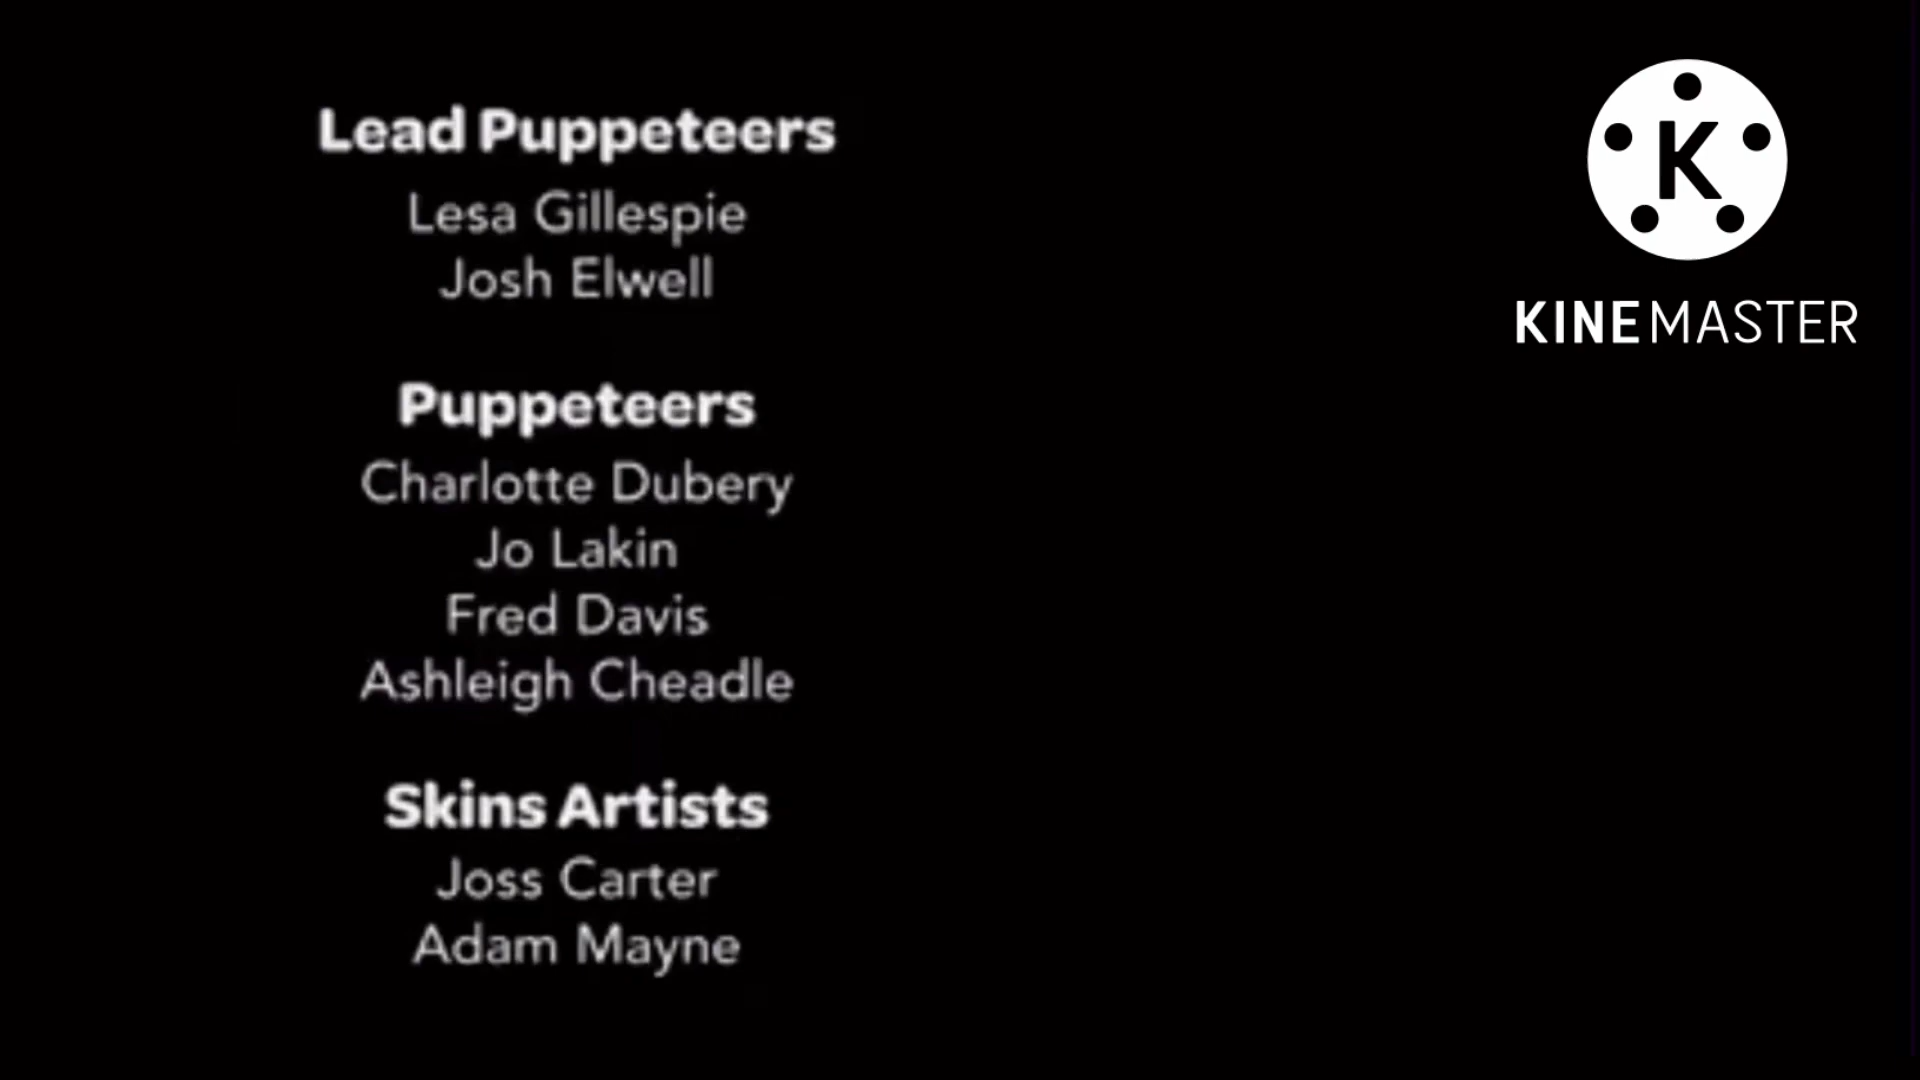 Lead Puppeteers
Lesa Gillespie
Josh Elwell
Puppeteers
Charlotte Dubery
Jo Lakin
Fred Davis
Ashleigh Cheadle
Skins Artists
Joss Carter
Adam Mayne
K
KINEMASTER